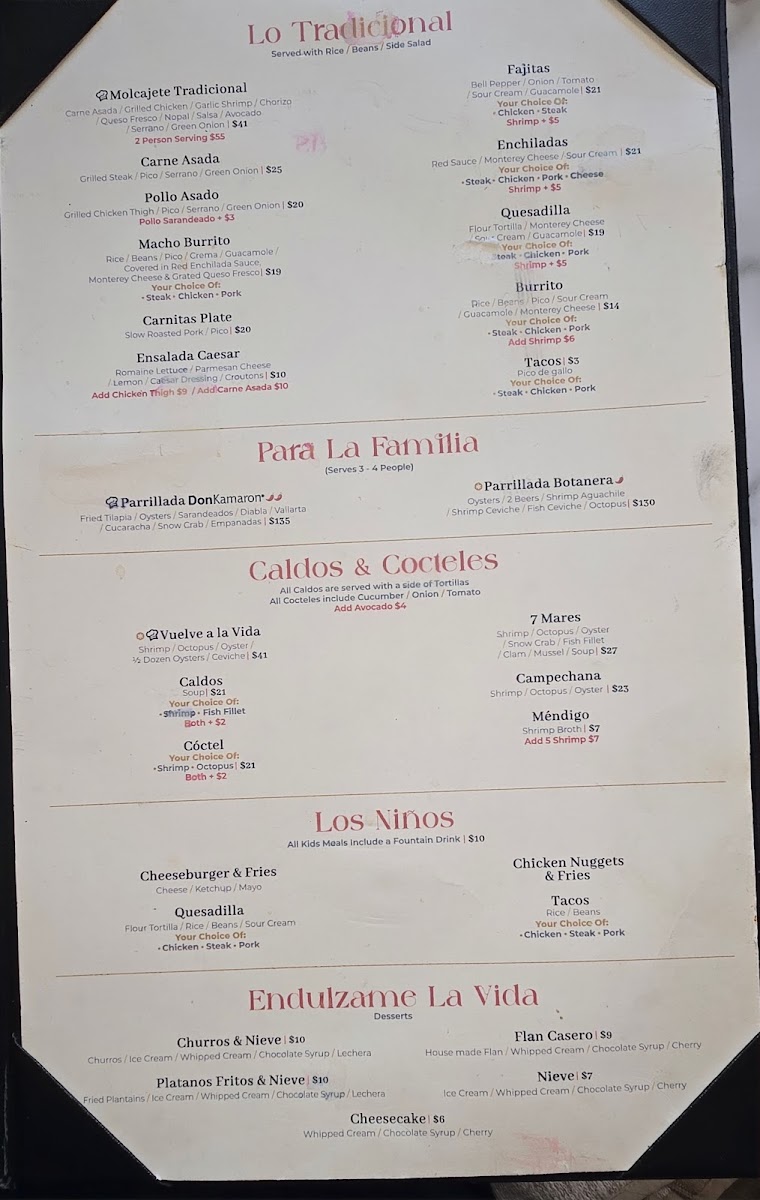 Lo Tradicional
Served with Rice / Beans / Side Salad
Molcajete Tradicional
Carne Asada / Grilled Chicken / Garlic Shrimp / Chorizo
/ Queso Fresco / Nopal / Salsa / Avocado
/ Serrano / Green Onion | $41
2 Person Serving $55
Carne Asada
Grilled Steak / Pico / Serrano / Green Onion | $25
Pollo Asado
Grilled Chicken Thigh / Pico / Serrano / Green Onion | $20
Pollo Sarandeado + $3
Macho Burrito
Rice / Beans / Pico / Crema / Guacamole /
Covered in Red Enchilada Sauce,
Monterey Cheese & Grated Queso Fresco | $19
Your Choice Of:
• Steak • Chicken • Pork
Carnitas Plate
Slow Roasted Pork / Pico | $20
Ensalada Caesar
Romaine Lettuce / Parmesan Cheese
/ Lemon / Caesar Dressing / Croutons | $10
Add Chicken Thigh $9 / Add Carne Asada $10
Fajitas
Bell Pepper / Onion / Tomato
/ Sour Cream / Guacamole | $21
Your Choice Of:
• Chicken • Steak
Shrimp + $5
Enchiladas
Red Sauce / Monterey Cheese / Sour Cream | $21
Your Choice Of:
• Steak • Chicken • Pork • Cheese
Shrimp + $5
Quesadilla
Flour Tortilla / Monterey Cheese
Cream / Guacamole | $19
Your Choice Of:
Steak • Chicken • Pork
Shrimp + $5
Burrito
Rice / Beans / Pico / Sour Cream
/ Guacamole / Monterey Cheese | $14
Your Choice Of:
• Steak • Chicken • Pork
Add Shrimp $6
Tacos | $3
Pico de gallo
Your Choice Of:
• Steak • Chicken • Pork
Para La Familia
(Serves 3 - 4 People)
Parrillada DonKamaron
Fried Tilapia / Oysters / Sarandeados / Diabla / Vallarta
/ Cucaracha / Snow Crab / Empanadas | $135
Parrillada Botanera
Oysters / 2 Beers / Shrimp Aguachile
/ Shrimp Ceviche / Fish Ceviche / Octopus | $130
Caldos & Cocteles
All Caldos are served with a side of Tortillas
All Cocteles include Cucumber / Onion / Tomato
Add Avocado $4
Vuelve a la Vida
Shrimp / Octopus / Oyster /
½ Dozen Oysters / Ceviche | $41
Caldos
Soup | $21
Your Choice Of:
• Shrimp • Fish Fillet
Both + $2
Cóctel
Your Choice Of:
• Shrimp • Octopus | $21
Both + $2
7 Mares
Shrimp / Octopus / Oyster
/ Snow Crab / Fish Fillet
/ Clam / Mussel / Soup | $27
Campechana
Shrimp / Octopus / Oyster | $23
Méndigo
Shrimp Broth | $7
Add 5 Shrimp $7
Los Niños
All Kids Meals Include a Fountain Drink | $10
Cheeseburger & Fries
Cheese / Ketchup / Mayo
Quesadilla
Flour Tortilla / Rice / Beans / Sour Cream
Your Choice Of:
• Chicken • Steak • Pork
Chicken Nuggets
& Fries
Tacos
Rice / Beans
Your Choice Of:
• Chicken • Steak • Pork
Endulzame La Vida
Desserts
Churros & Nieve | $10
Churros / Ice Cream / Whipped Cream / Chocolate Syrup / Lechera
Flan Casero | $9
House made Flan / Whipped Cream / Chocolate Syrup / Cherry
Platanos Fritos & Nieve | $10
Fried Plantains / Ice Cream / Whipped Cream / Chocolate Syrup / Lechera
Nieve | $7
Ice Cream / Whipped Cream / Chocolate Syrup / Cherry
Cheesecake | $6
Whipped Cream / Chocolate Syrup / Cherry